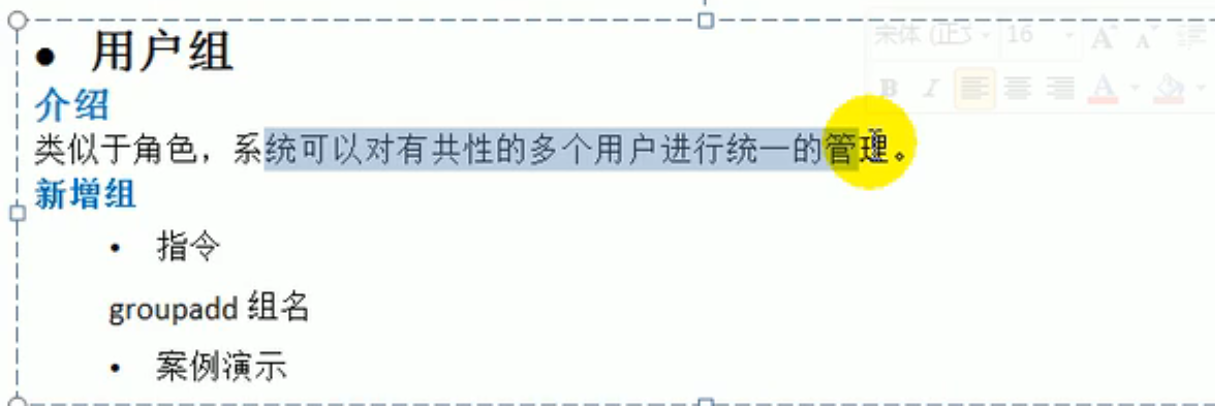 • 用户组
宋体 (正文 16
介绍
类似于角色，系统可以对有共性的多个用户进行统一的管理。
新增组
• 指令
groupadd 组名
• 案例演示